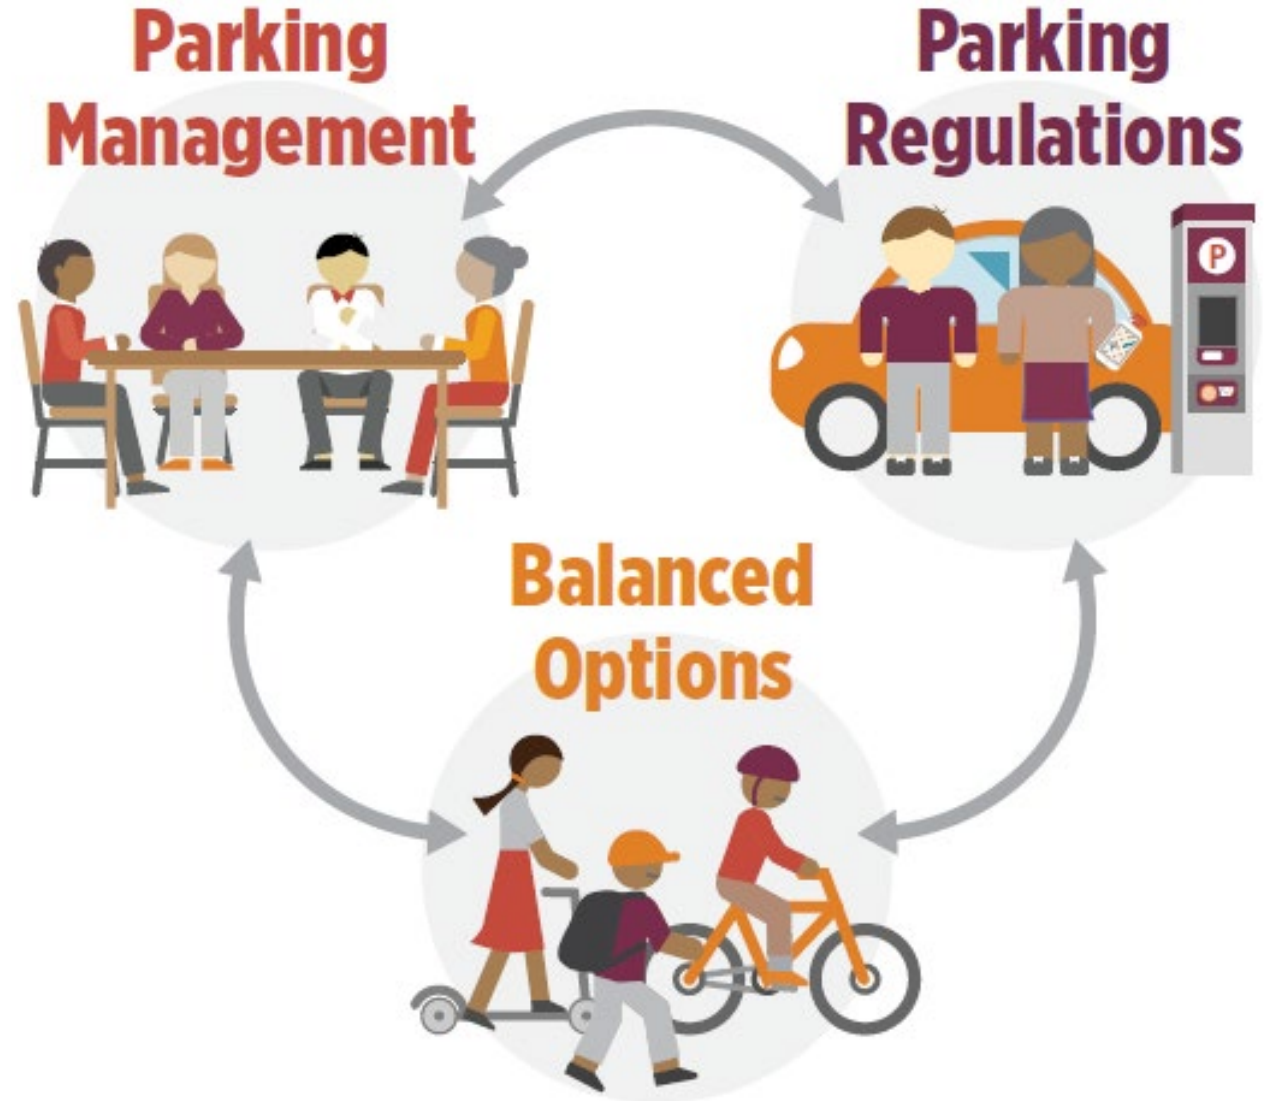 Parking
Management
Parking
Regulations
P
Balanced
Options